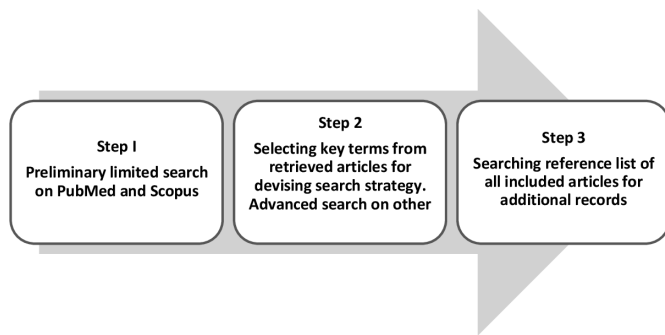 Step I
Preliminary limited search
on PubMed and Scopus
Step 2
Selecting key terms from
retrieved articles for
devising search strategy.
Advanced search on other
Step 3
Searching reference list of
all included articles for
additional records